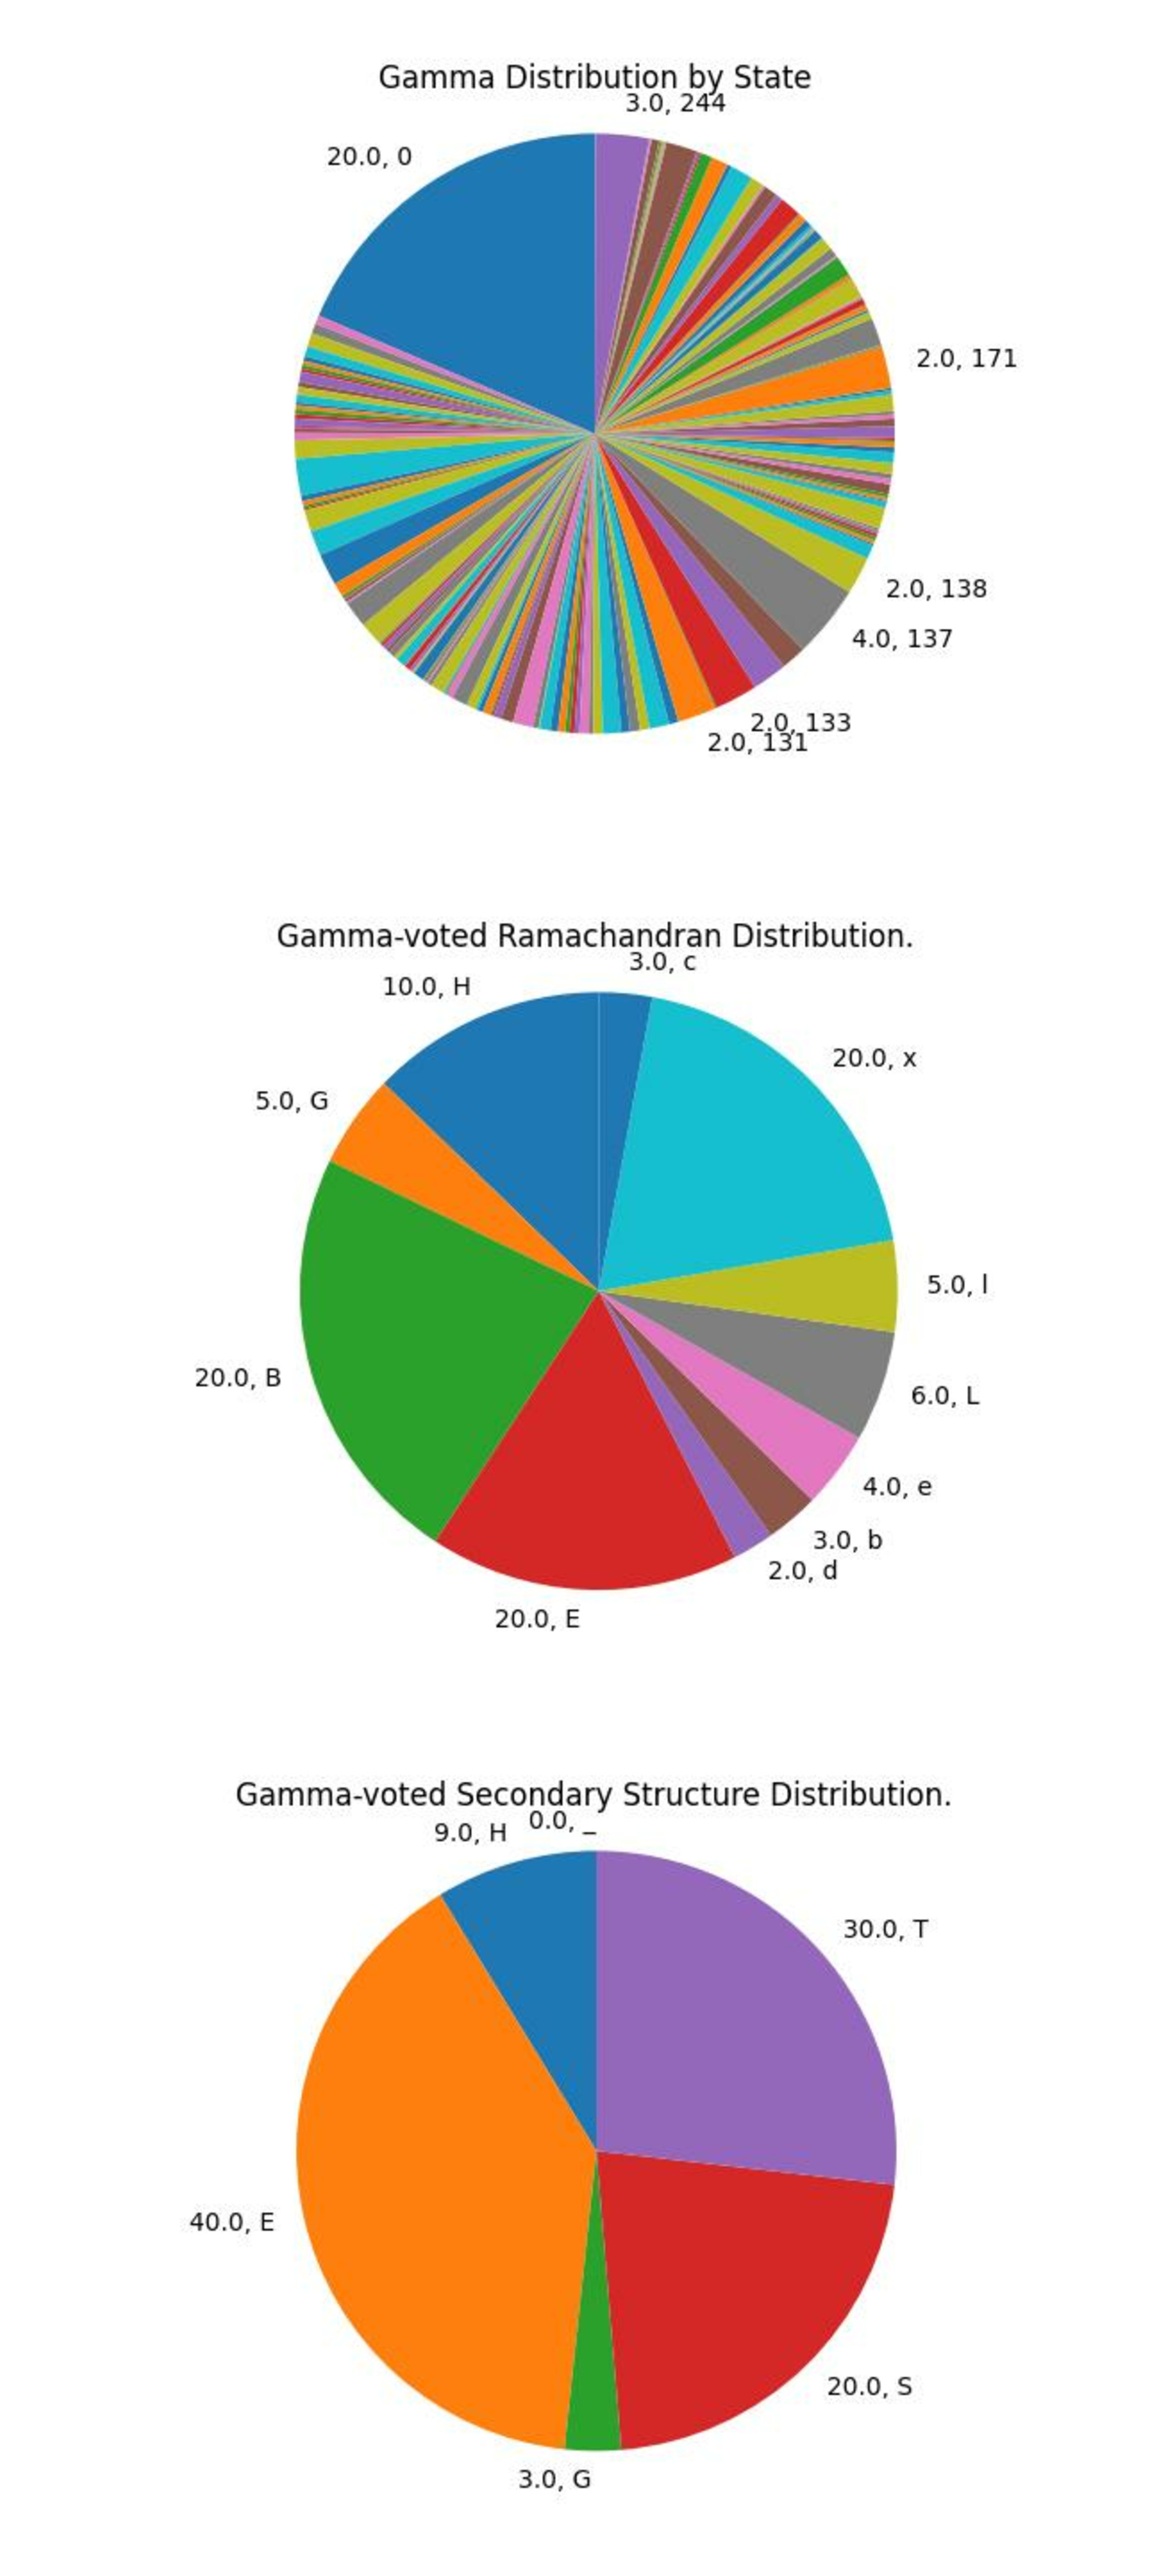 Gamma Distribution by State
3.0, 244
20.0, 0
2.0, 171
2.0, 138
4.0, 137
2.0, 133
2.0, 131
Gamma-voted Ramachandran Distribution.
3.0, c
10.0, H
20.0, x
5.0, G
5.0, l
20.0, B
6.0, L
4.0, e
3.0, b
2.0, d
20.0, E
Gamma-voted Secondary Structure Distribution.
0.0, _
9.0, H
30.0, T
40.0, E
20.0, S
3.0, G